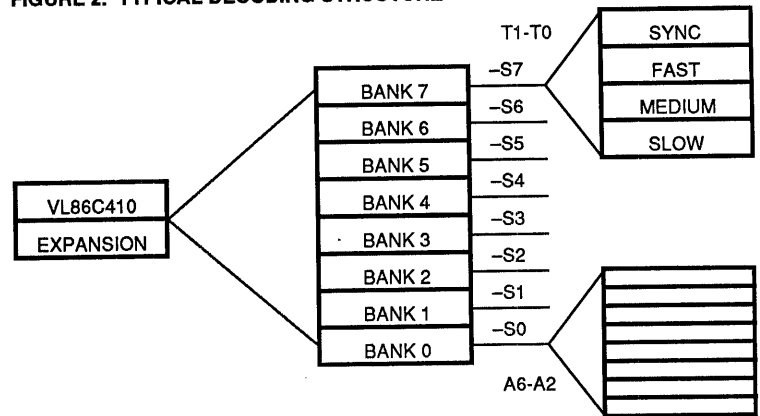 FIGURE 2. TYPICAL DECODING STRUCTURE
T1-T0
SYNC
FAST
MEDIUM
SLOW
BANK 7
–S7
BANK 6
–S6
BANK 5
–S5
BANK 4
–S4
BANK 3
–S3
BANK 2
–S2
BANK 1
–S1
BANK 0
–S0
VL86C410
EXPANSION
A6-A2